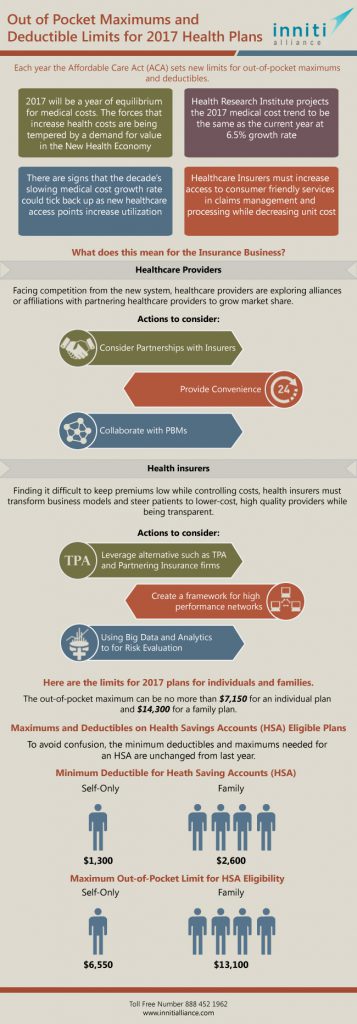 Out of Pocket Maximums and
Deductible Limits for 2017 Health Plans
inniti
alliance
Each year the Affordable Care Act (ACA) sets new limits for out-of-pocket maximums
and deductibles.
2017 will be a year of equilibrium
for medical costs. The forces that
increase health costs are being
tempered by a demand for value
in the New Health Economy
Health Research Institute projects
the 2017 medical cost trend to be
the same as the current year at
6.5% growth rate
There are signs that the decade's
slowing medical cost growth rate
could tick back up as new healthcare
access points increase utilization
Healthcare Insurers must increase
access to consumer friendly services
in claims management and
processing while decreasing unit cost
What does this mean for the Insurance Business?
Healthcare Providers
Facing competition from the new system, healthcare providers are exploring alliances
or affiliations with partnering healthcare providers to grow market share.
Actions to consider:
Consider Partnerships with Insurers
Provide Convenience
24
Collaborate with PBMs
Health insurers
Finding it difficult to keep premiums low while controlling costs, health insurers must
transform business models and steer patients to lower-cost, high quality providers while
being transparent.
Actions to consider:
TPA
Leverage alternative such as TPA
and Partnering Insurance firms
Create a framework for high
performance networks
Using Big Data and Analytics
to for Risk Evaluation
Here are the limits for 2017 plans for individuals and families.
The out-of-pocket maximum can be no more than $7,150 for an individual plan
and $14,300 for a family plan.
Maximums and Deductibles on Health Savings Accounts (HSA) Eligible Plans
To avoid confusion, the minimum deductibles and maximums needed for
an HSA are unchanged from last year.
Minimum Deductible for Heath Saving Accounts (HSA)
Self-Only
Family
$1,300
$2,600
Maximum Out-of-Pocket Limit for HSA Eligibility
Self-Only
Family
$6,550
$13,100
Toll Free Number 888 452 1962
www.innitialliance.com